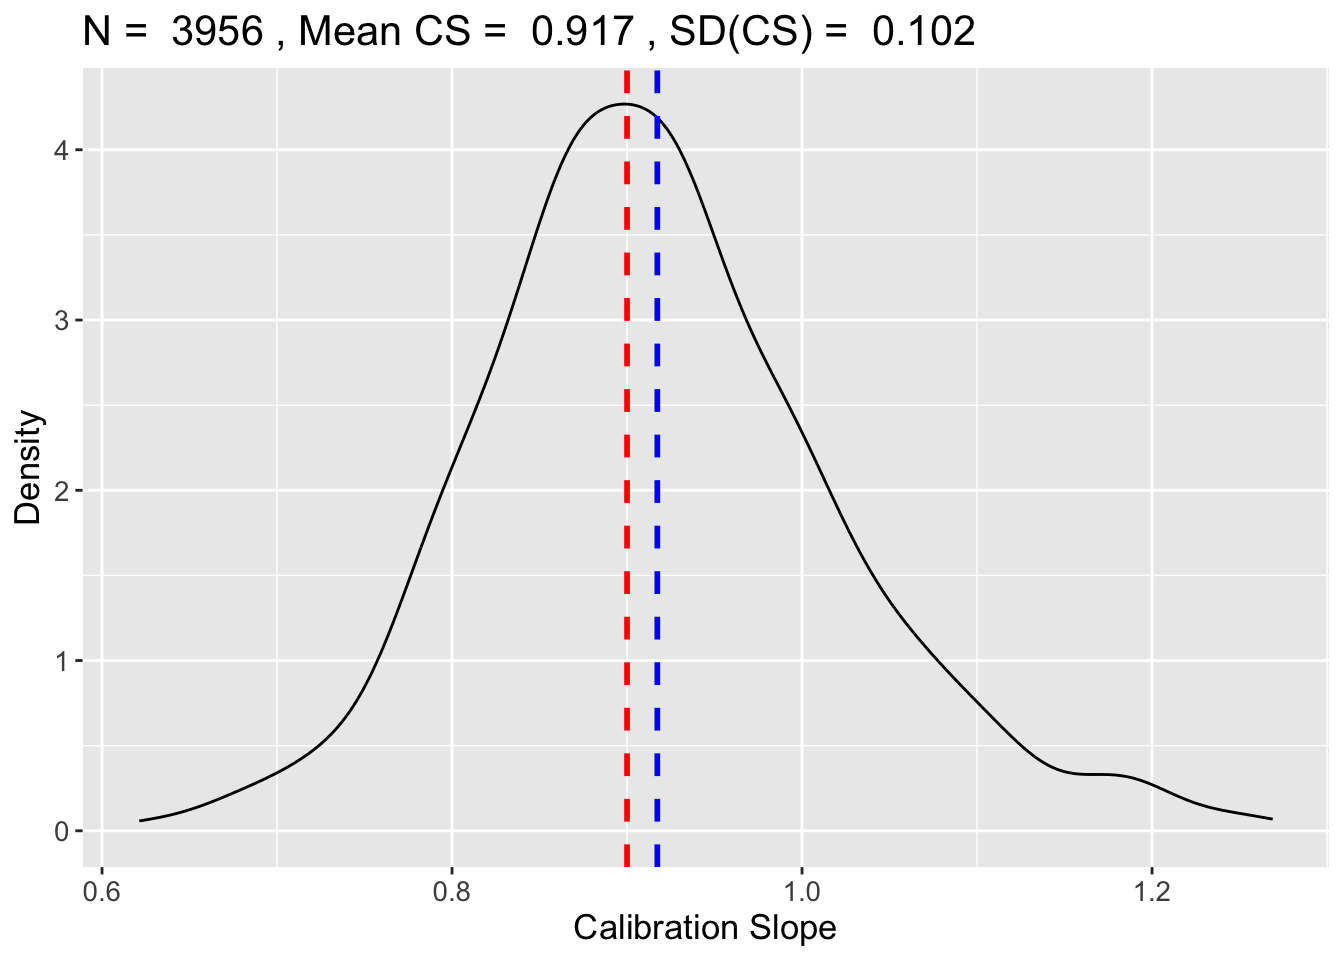 N =  3956 , Mean CS =  0.917 , SD(CS) =  0.102
Density
4
3
2
1
0
0.6 0.8 1.0 1.2
Calibration Slope